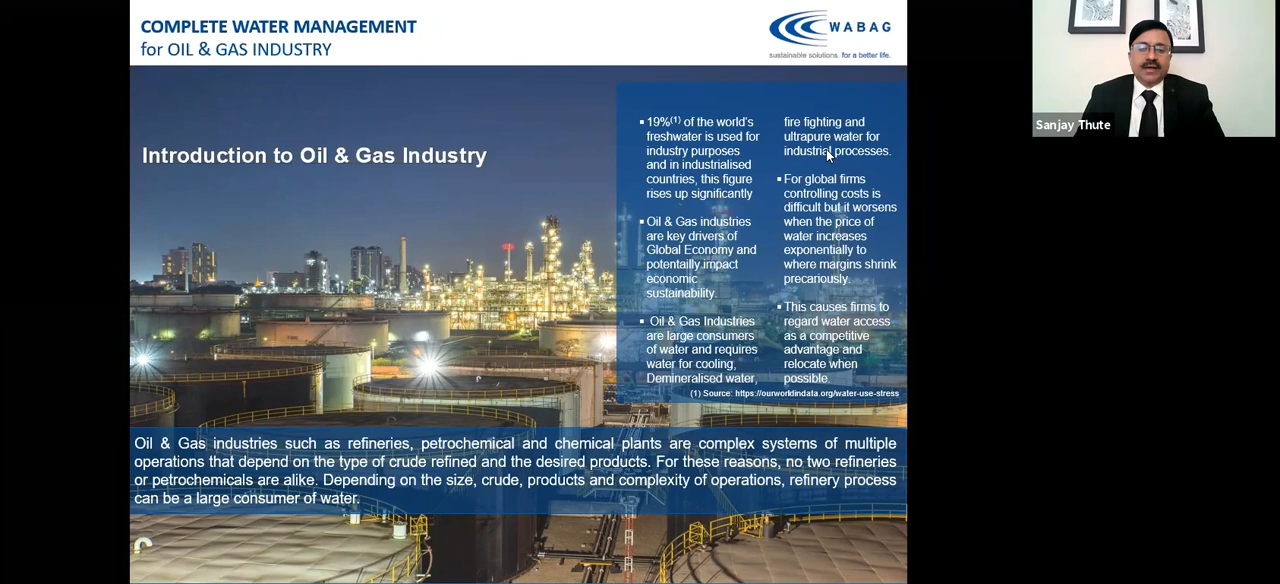 COMPLETE WATER MANAGEMENT
for OIL & GAS INDUSTRY
WABAG
sustainable solutions. for a better life.
Introduction to Oil & Gas Industry
▪ 19%(1) of the world's
freshwater is used for
industry purposes
and in industrialised
countries, this figure
rises up significantly
▪ Oil & Gas industries
are key drivers of
Global Economy and
potentailly impact
economic
sustainability.
▪ Oil & Gas Industries
are large consumers
of water and requires
water for cooling,
Demineralised water,
fire fighting and
ultrapure water for
industrial processes.
▪ For global firms
controlling costs is
difficult but it worsens
when the price of
water increases
exponentially to
where margins shrink
precariously.
▪ This causes firms to
regard water access
as a competitive
advantage and
relocate when
possible.
(1) Source: https://ourworldindata.org/water-use-stress
Oil & Gas industries such as refineries, petrochemical and chemical plants are complex systems of multiple
operations that depend on the type of crude refined and the desired products. For these reasons, no two refineries
or petrochemicals are alike. Depending on the size, crude, products and complexity of operations, refinery process
can be a large consumer of water.
Sanjay Thute